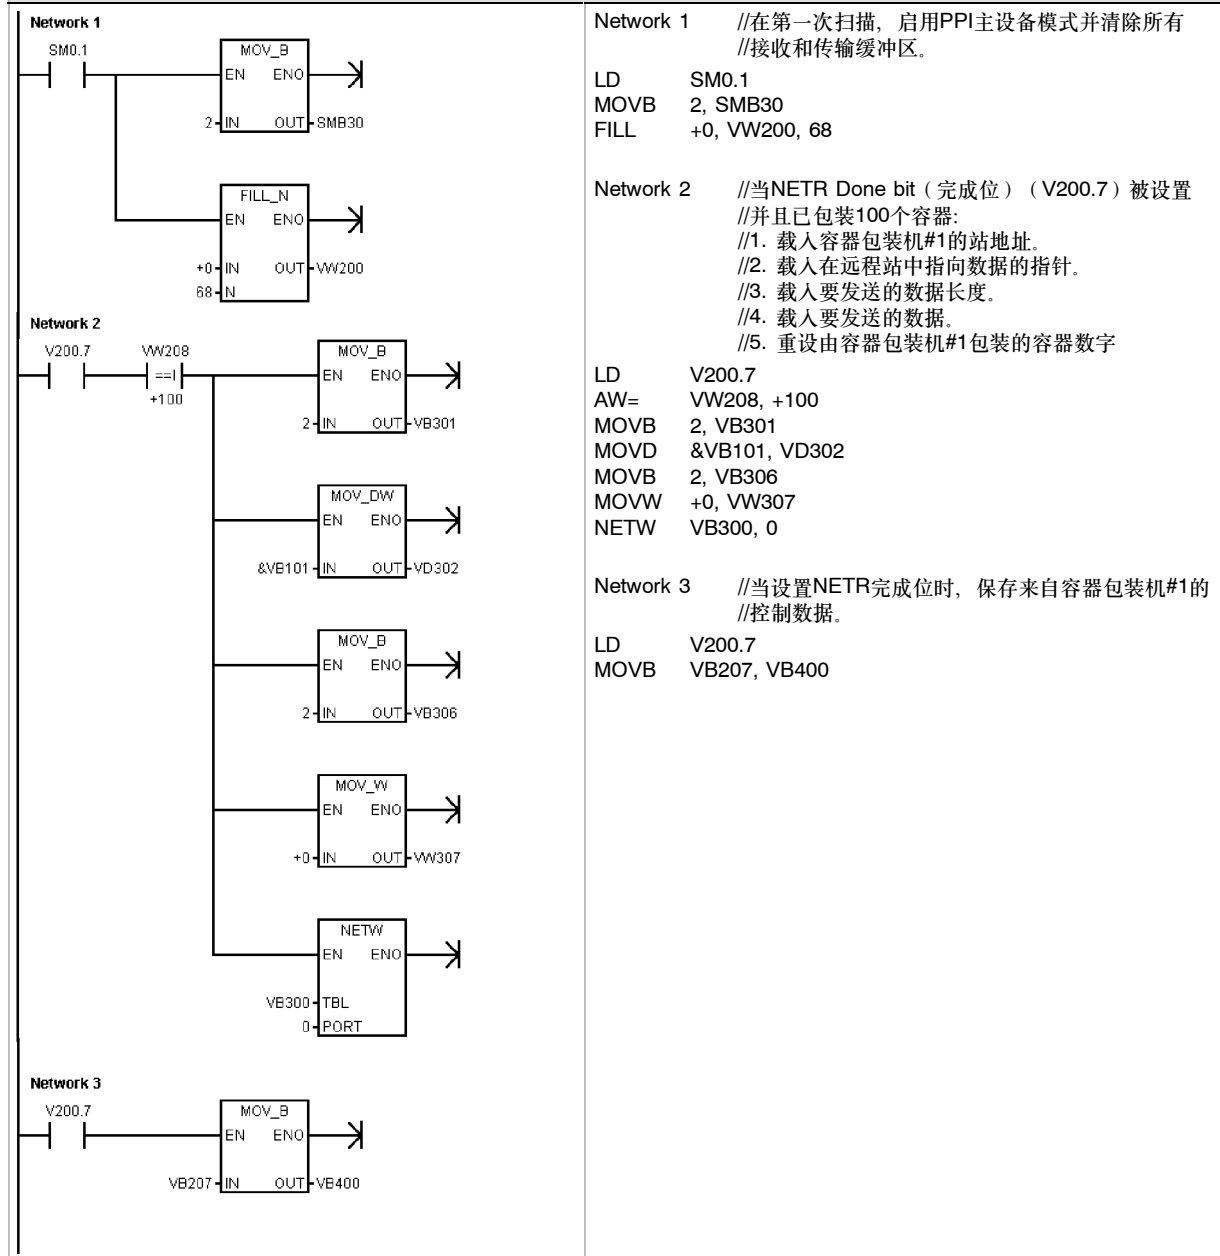 Network 1
SM0.1
MOV_B
EN ENO
2 IN OUT SMB30
FILL_N
EN ENO
+0 IN OUT VW200
68 N
Network 2
V200.7 VW208
==I
+100
MOV_B
EN ENO
2 IN OUT VB301
MOV_DW
EN ENO
&VB101 IN OUT VD302
MOV_B
EN ENO
2 IN OUT VB306
MOV_W
EN ENO
+0 IN OUT VW307
NETW
EN ENO
VB300 TBL
0 PORT
Network 3
V200.7
MOV_B
EN ENO
VB207 IN OUT VB400
Network 1 //在第一次扫描，启用PPI主设备模式并清除所有
//接收和传输缓冲区。
LD SM0.1
MOVB 2, SMB30
FILL +0, VW200, 68
Network 2 //当NETR Done bit（完成位）（V200.7）被设置
//并且已包装100个容器:
//1. 载入容器包装机#1的站地址。
//2. 载入在远程站中指向数据的指针。
//3. 载入要发送的数据长度。
//4. 载入要发送的数据。
//5. 重设由容器包装机#1包装的容器数字
LD V200.7
AW= VW208, +100
MOVB 2, VB301
MOVD &VB101, VD302
MOVB 2, VB306
MOVW +0, VW307
NETW VB300, 0
Network 3 //当设置NETR完成位时，保存来自容器包装机#1的
//控制数据。
LD V200.7
MOVB VB207, VB400